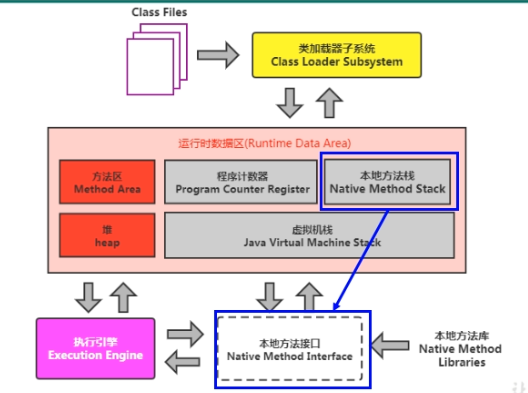 Class Files
类加载器子系统
Class Loader Subsystem
运行时数据区(Runtime Data Area)
方法区
Method Area
程序计数器
Program Counter Register
本地方法栈
Native Method Stack
堆
heap
虚拟机栈
Java Virtual Machine Stack
执行引擎
Execution Engine
本地方法接口
Native Method Interface
本地方法库
Native Method
Libraries